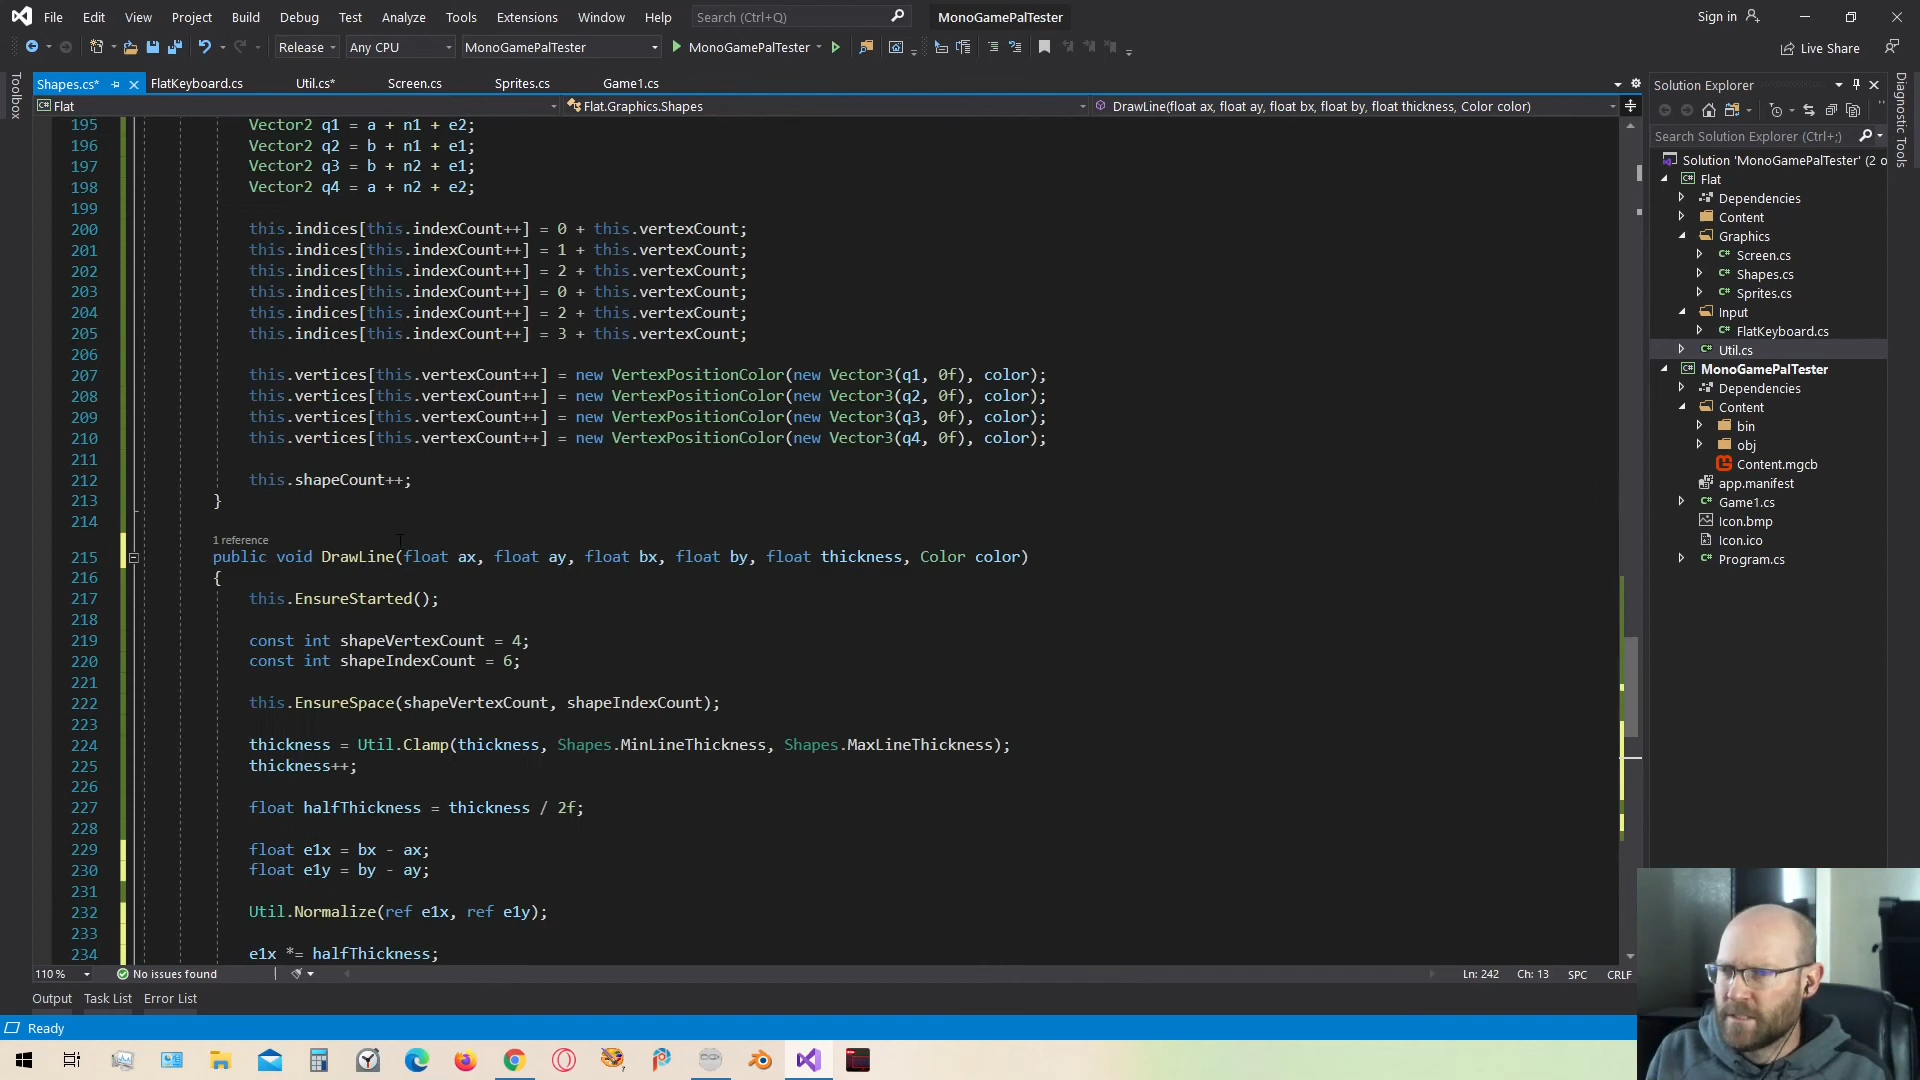 File Edit View Project Build Debug Test Analyze Tools Extensions Window Help Search (Ctrl+Q) MonoGamePalTester Sign in
Release Any CPU MonoGamePalTester MonoGamePalTester Live Share
Toolbox
Shapes.cs* FlatKeyboard.cs Util.cs* Screen.cs Sprites.cs Game1.cs
Flat Flat.Graphics.Shapes DrawLine(float ax, float ay, float bx, float by, float thickness, Color color)
195 Vector2 q1 = a + n1 + e2;
196 Vector2 q2 = b + n1 + e1;
197 Vector2 q3 = b + n2 + e1;
198 Vector2 q4 = a + n2 + e2;
199
200 this.indices[this.indexCount++] = 0 + this.vertexCount;
201 this.indices[this.indexCount++] = 1 + this.vertexCount;
202 this.indices[this.indexCount++] = 2 + this.vertexCount;
203 this.indices[this.indexCount++] = 0 + this.vertexCount;
204 this.indices[this.indexCount++] = 2 + this.vertexCount;
205 this.indices[this.indexCount++] = 3 + this.vertexCount;
206
207 this.vertices[this.vertexCount++] = new VertexPositionColor(new Vector3(q1, 0f), color);
208 this.vertices[this.vertexCount++] = new VertexPositionColor(new Vector3(q2, 0f), color);
209 this.vertices[this.vertexCount++] = new VertexPositionColor(new Vector3(q3, 0f), color);
210 this.vertices[this.vertexCount++] = new VertexPositionColor(new Vector3(q4, 0f), color);
211
212 this.shapeCount++;
213 }
214
1 reference
215 public void DrawLine(float ax, float ay, float bx, float by, float thickness, Color color)
216 {
217 this.EnsureStarted();
218
219 const int shapeVertexCount = 4;
220 const int shapeIndexCount = 6;
221
222 this.EnsureSpace(shapeVertexCount, shapeIndexCount);
223
224 thickness = Util.Clamp(thickness, Shapes.MinLineThickness, Shapes.MaxLineThickness);
225 thickness++;
226
227 float halfThickness = thickness / 2f;
228
229 float e1x = bx - ax;
230 float e1y = by - ay;
231
232 Util.Normalize(ref e1x, ref e1y);
233
234 e1x *= halfThickness;
110 % No issues found Ln: 242 Ch: 13 SPC CRLF
Output Task List Error List
Ready
Solution Explorer
Search Solution Explorer (Ctrl+;)
Solution 'MonoGamePalTester' (2 o
Flat
Dependencies
Content
Graphics
Screen.cs
Shapes.cs
Sprites.cs
Input
FlatKeyboard.cs
Util.cs
MonoGamePalTester
Dependencies
Content
bin
obj
Content.mgcb
app.manifest
Game1.cs
Icon.bmp
Icon.ico
Program.cs
Diagnostic Tools